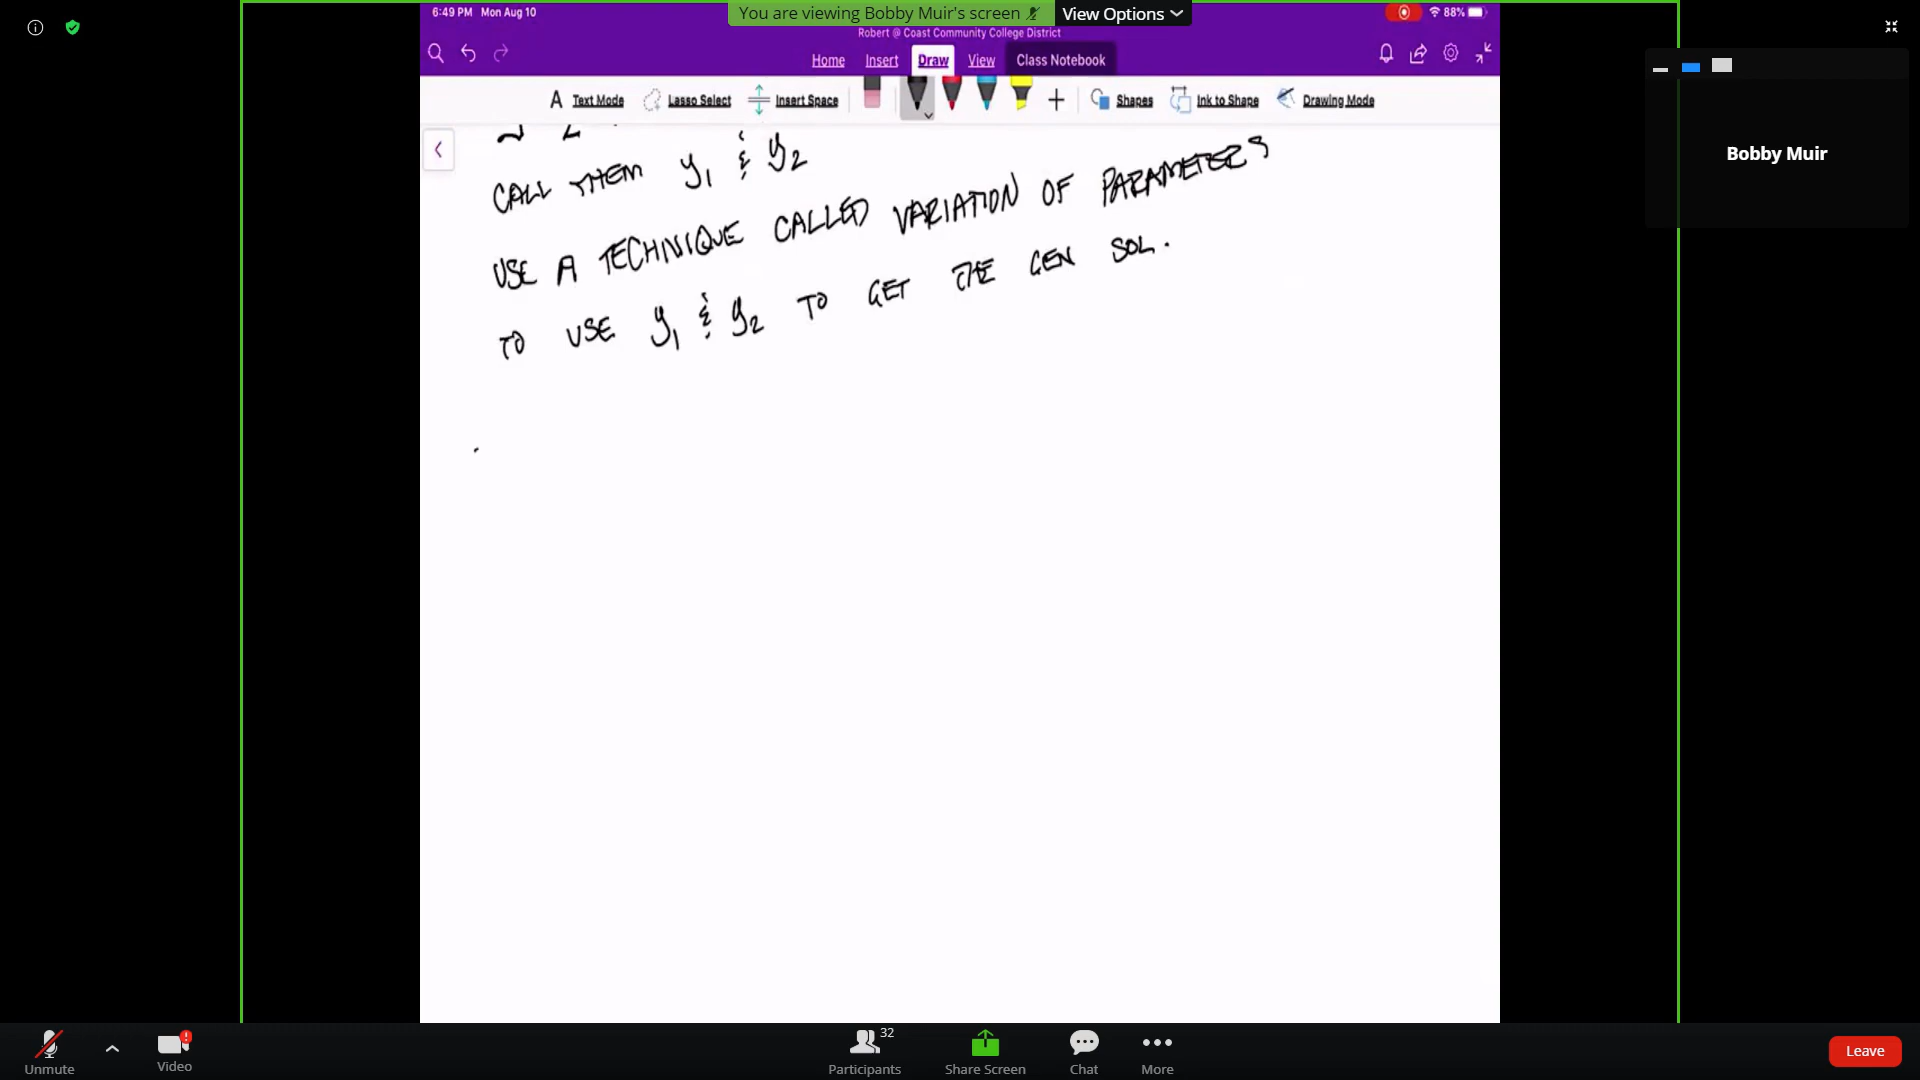 You are viewing Bobby Muir's screen
View Options
6:49 PM Mon Aug 10
88%
Robert @ Coast Community College District
Home Insert Draw View Class Notebook
A Text Mode Lasso Select Insert Space Shapes Ink to Shape Drawing Mode
CALL THEM y1 & y2
USE A TECHNIQUE CALLED VARIATION OF PARAMETERS
TO USE y1 & y2 TO GET THE GEN SOL.
Bobby Muir
Unmute
Video
Participants 32
Share Screen
Chat
More
Leave